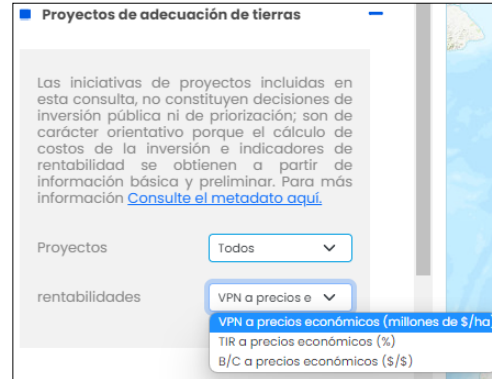 Proyectos de adecuación de tierras
Las iniciativas de proyectos incluidas en
esta consulta, no constituyen decisiones de
inversión pública ni de priorización; son de
carácter orientativo porque el cálculo de
costos de la inversión e indicadores de
rentabilidad se obtienen a partir de
información básica y preliminar. Para más
información Consulte el metadato aquí.
Proyectos Todos
rentabilidades VPN a precios e
VPN a precios económicos (millones de $/ha)
TIR a precios económicos (%)
B/C a precios económicos ($/$)